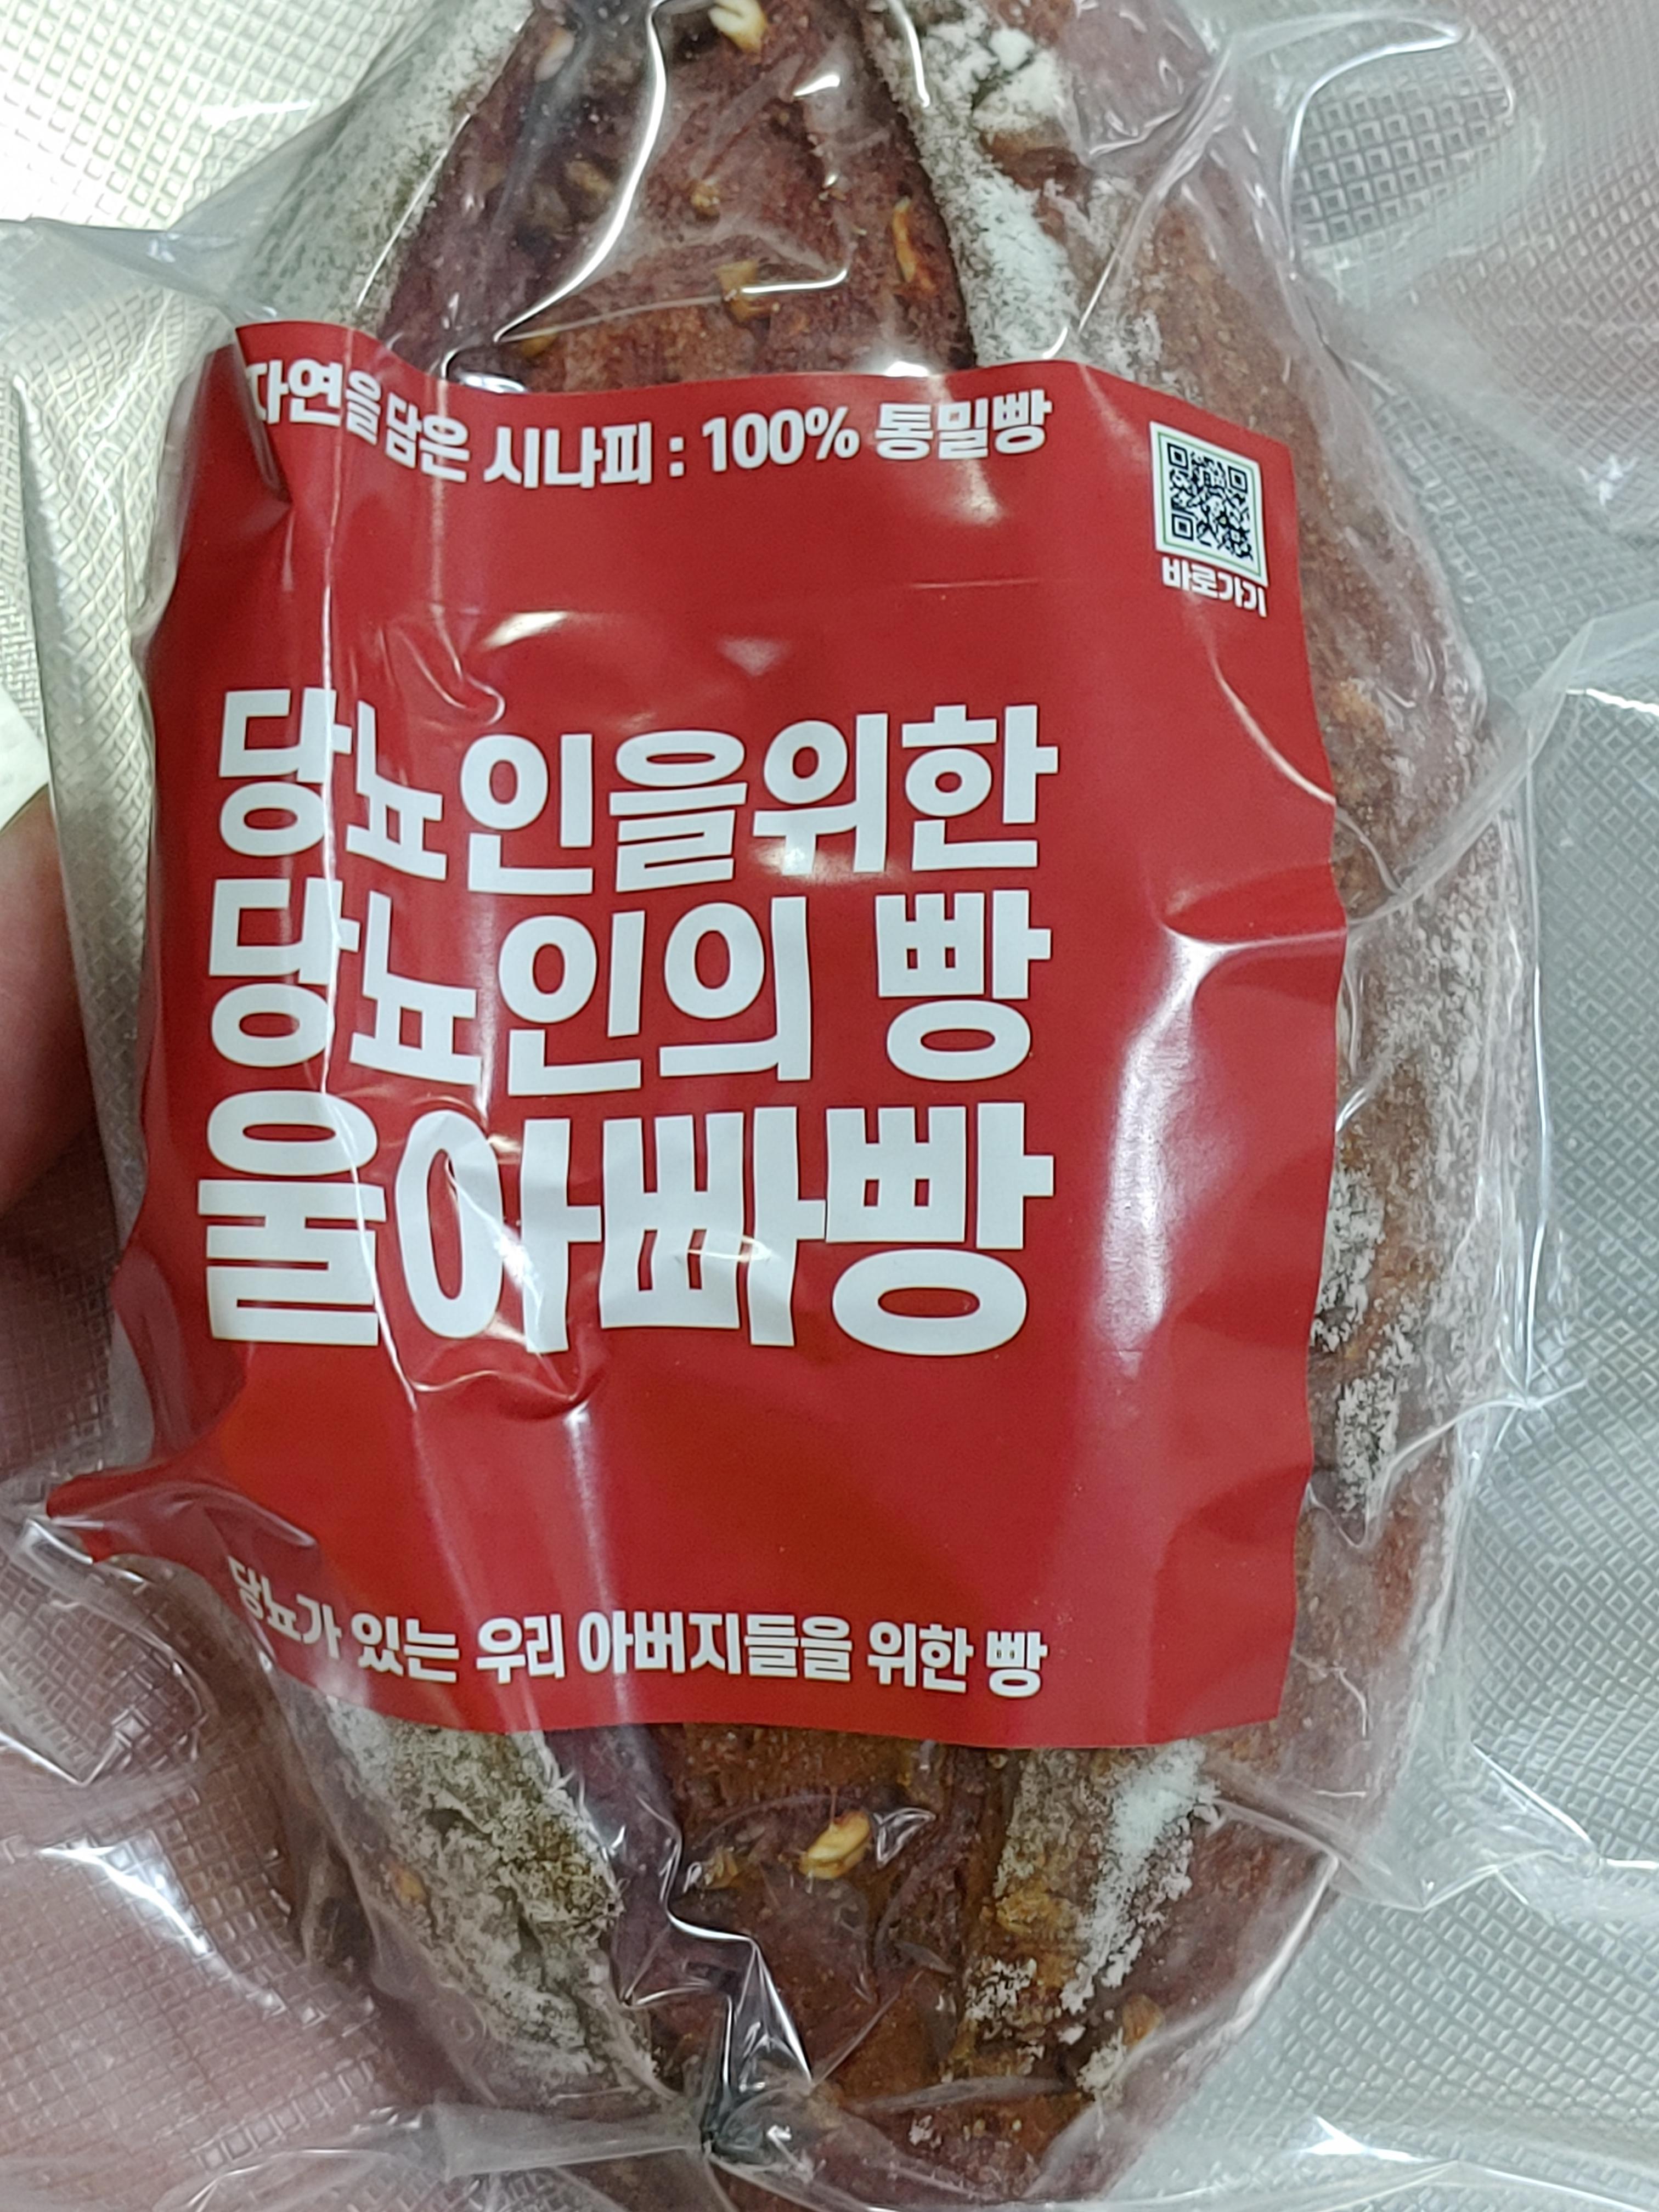 자연을 담은 시나피 : 100% 통밀빵
바로가기
당뇨인을위한
당뇨인의 빵
몽아빠빵
당뇨가 있는 우리 아버지들을 위한 빵